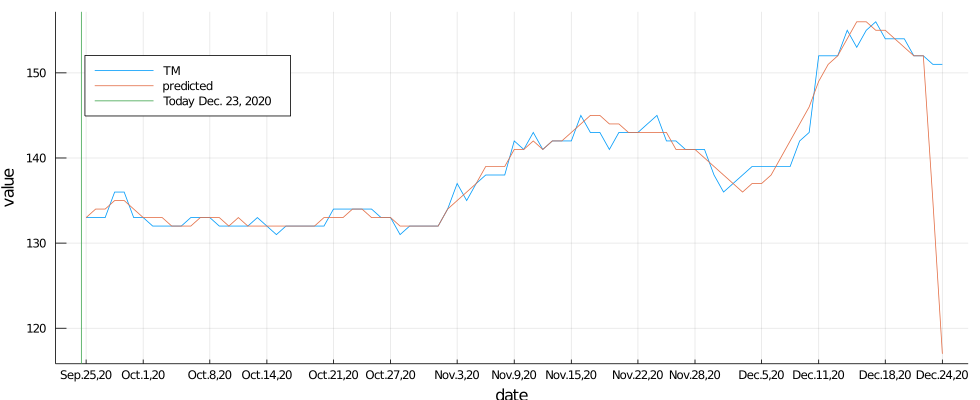 150
140
130
120
value
TM
predicted
Today Dec. 23, 2020
Sep.25,20 Oct.1,20 Oct.8,20 Oct.14,20 Oct.21,20 Oct.27,20 Nov.3,20 Nov.9,20 Nov.15,20 Nov.22,20 Nov.28,20 Dec.5,20 Dec.11,20 Dec.18,20 Dec.24,20
date